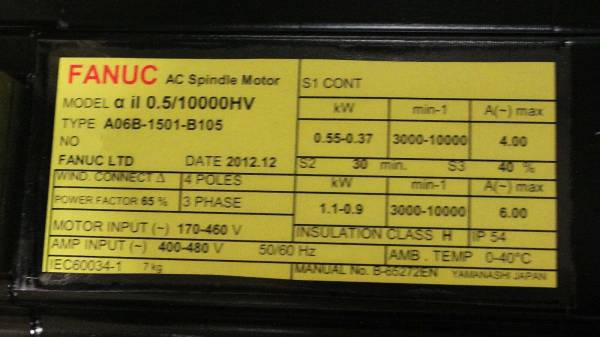 FANUC AC Spindle Motor
MODEL α iI 0.5/10000HV
TYPE A06B-1501-B105
NO
FANUC LTD DATE 2012.12
WIND. CONNECT Δ 4 POLES
POWER FACTOR 65 % 3 PHASE
MOTOR INPUT (~) 170-460 V
AMP INPUT (~) 400-480 V 50/60 Hz
IEC60034-1 7 kg
S1 CONT
kW min-1 A(~) max
0.55-0.37 3000-10000 4.00
S2 30 min. S3 40 %
kW min-1 A(~) max
1.1-0.9 3000-10000 6.00
INSULATION CLASS H IP 54
AMB . TEMP 0-40°C
MANUAL No. B-65272EN YAMANASHI JAPAN